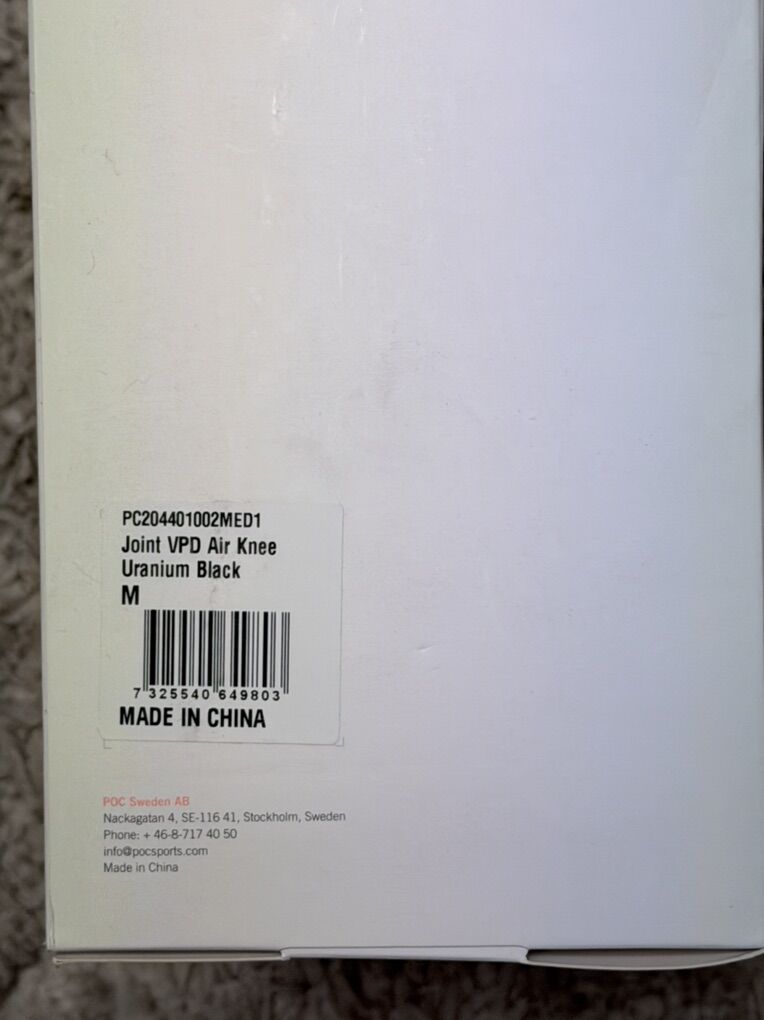 PC204401002MED1
Joint VPD Air Knee
Uranium Black
M
7 325540 649803
MADE IN CHINA
POC Sweden AB
Nackagatan 4, SE-116 41, Stockholm, Sweden
Phone: + 46-8-717 40 50
info@pocsports.com
Made in China